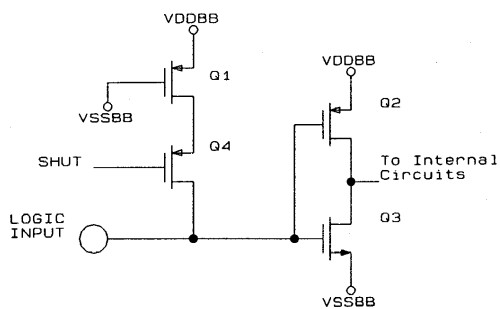 VDDBB
Q1
VSSBB
VDDBB
Q2
Q4
SHUT
To Internal
Circuits
LOGIC
INPUT
Q3
VSSBB